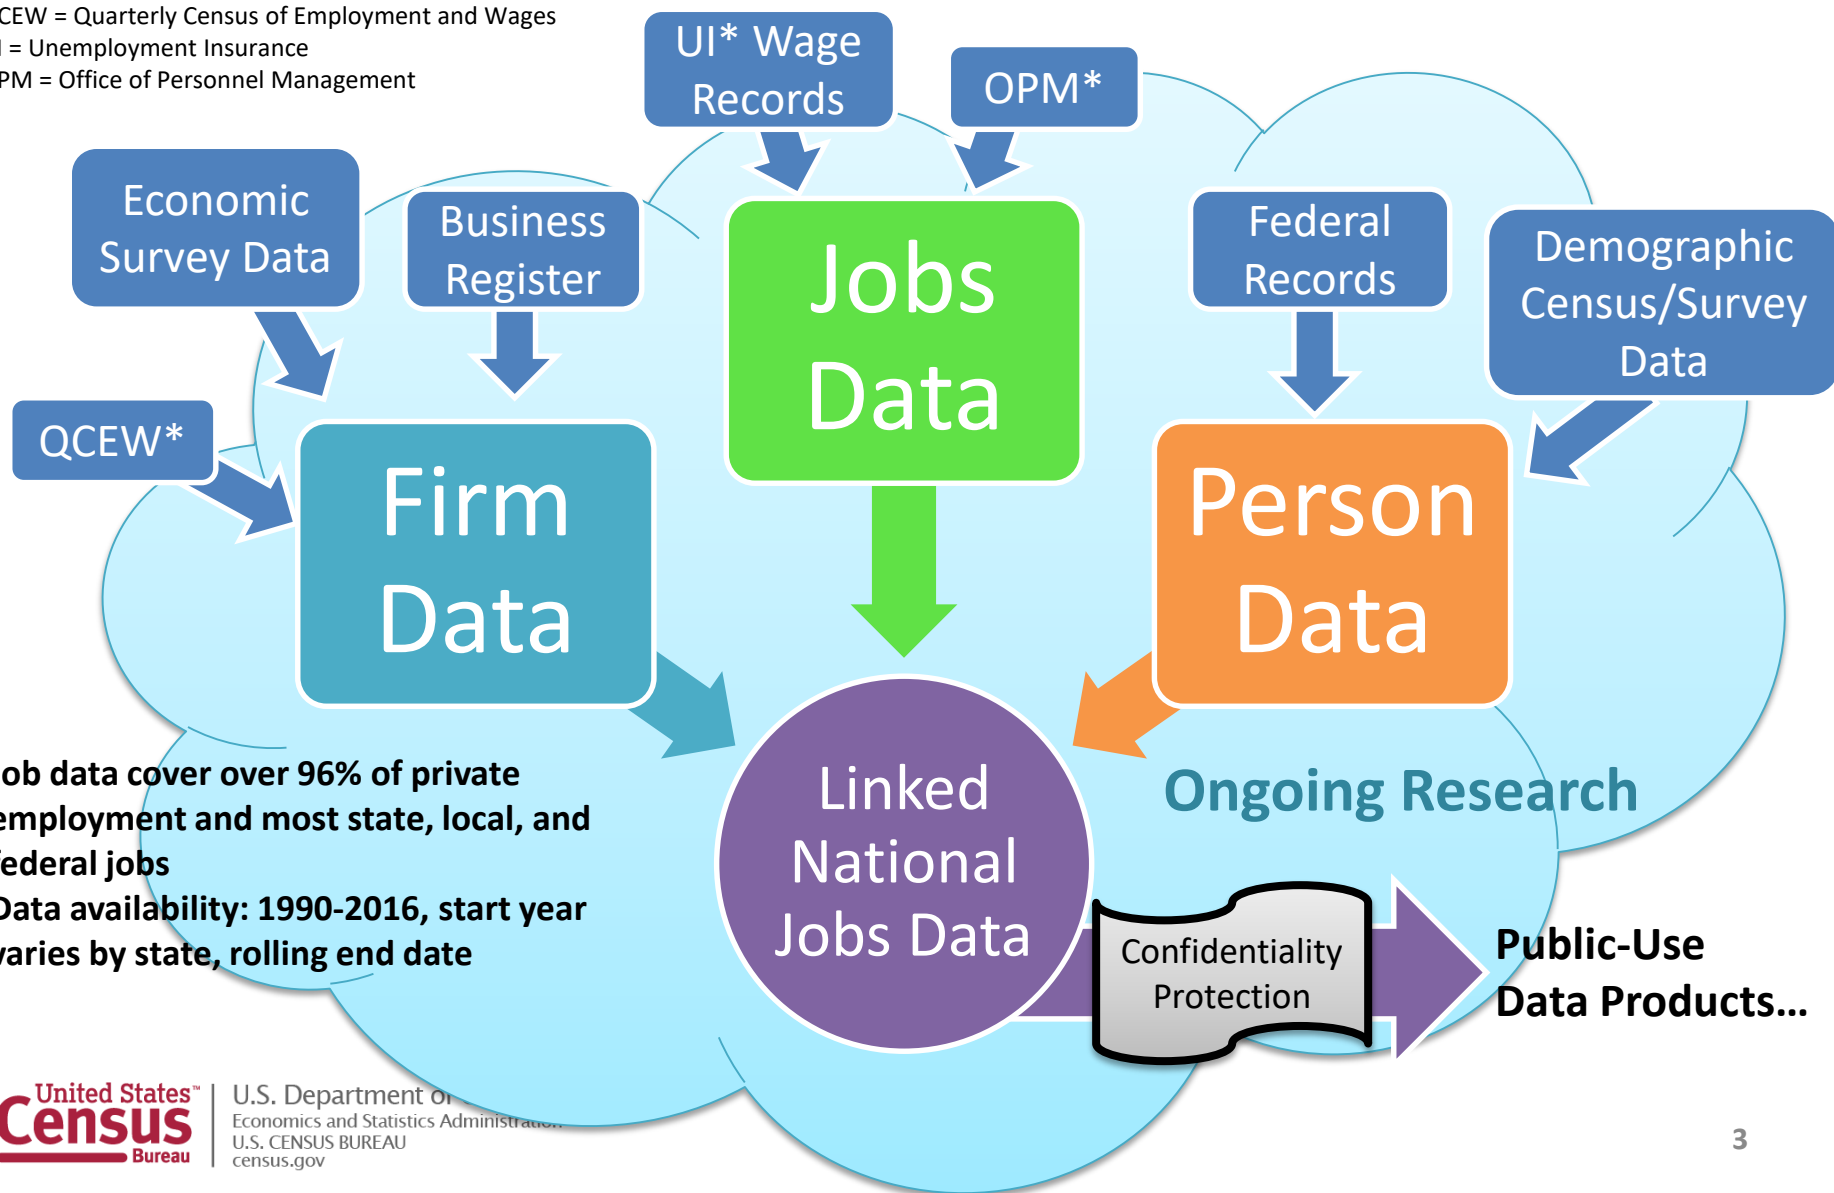 CEW = Quarterly Census of Employment and Wages
I = Unemployment Insurance
PM = Office of Personnel Management
UI* Wage
Records
OPM*
Economic
Survey Data
Business
Register
Jobs
Data
Federal
Records
Demographic
Census/Survey
Data
QCEW*
Firm
Data
Person
Data
ob data cover over 96% of private
employment and most state, local, and
federal jobs
Data availability: 1990-2016, start year
varies by state, rolling end date
Linked
National
Jobs Data
Ongoing Research
Confidentiality
Protection
Public-Use
Data Products...
United States™
Census
Bureau
U.S. Department of
Economics and Statistics Administration
U.S. CENSUS BUREAU
census.gov
3